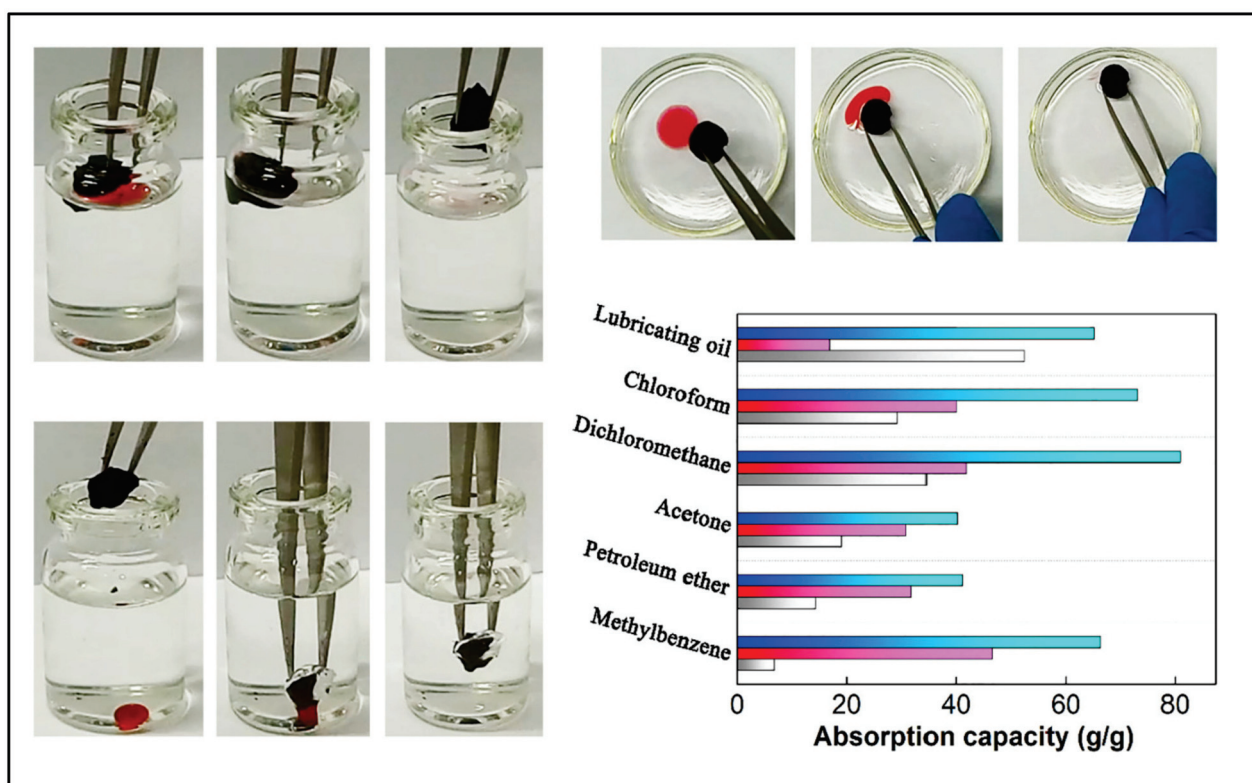 Lubricating oil
Chloroform
Dichloromethane
Acetone
Petroleum ether
Methylbenzene
0 20 40 60 80
Absorption capacity (g/g)